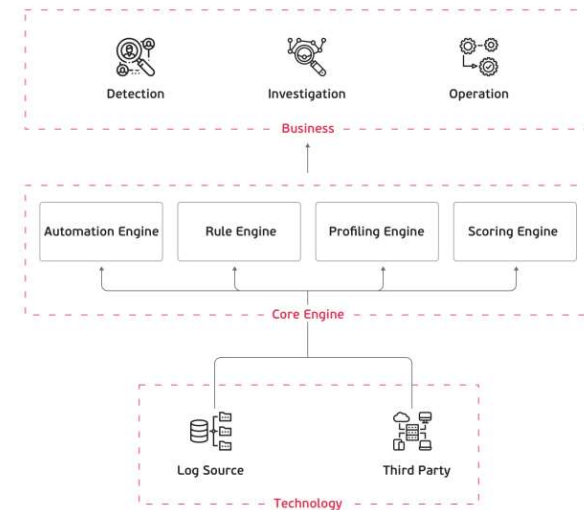 Detection
Investigation
Operation
Business
Automation Engine
Rule Engine
Profiling Engine
Scoring Engine
Core Engine
Log Source
Third Party
Technology